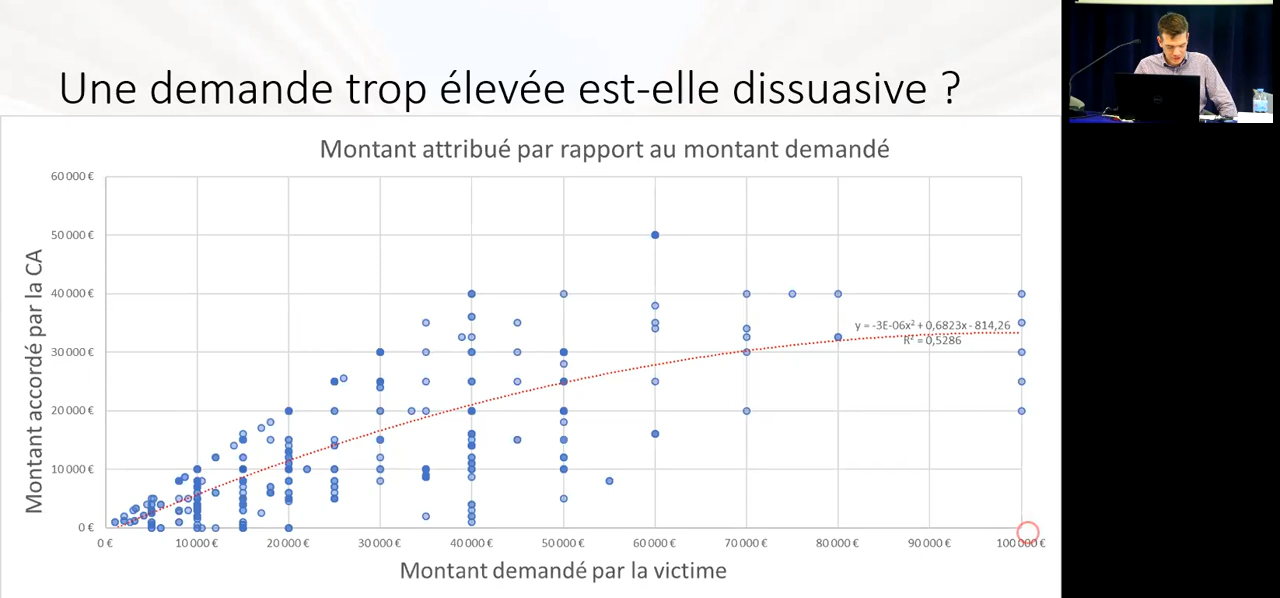 Une demande trop élevée est-elle dissuasive ?
Montant attribué par rapport au montant demandé
Montant accordé par la CA
60 000 €
50 000 €
40 000 €
30 000 €
20 000 €
10 000 €
0 €
y = -3E-06x² + 0,6823x - 814,26
R² = 0,5286
0 € 10 000 € 20 000 € 30 000 € 40 000 € 50 000 € 60 000 € 70 000 € 80 000 € 90 000 € 100 000 €
Montant demandé par la victime